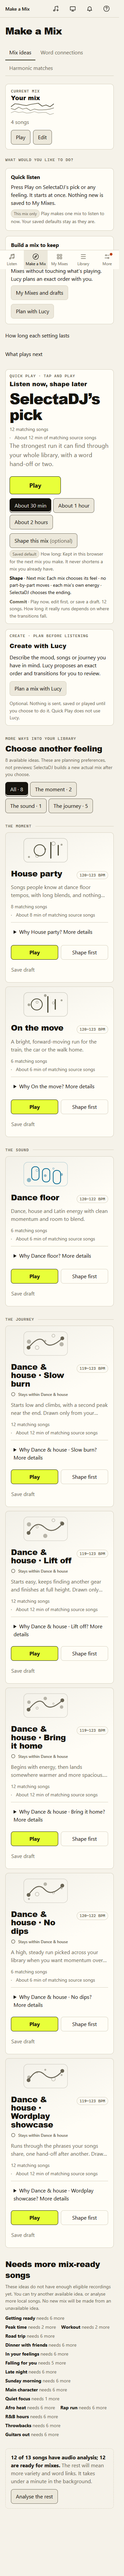 Make a Mix
Make a Mix
Mix ideas
Word connections
Harmonic matches
CURRENT MIX
Your mix
4 songs
Play
Edit
WHAT WOULD YOU LIKE TO DO?
Quick listen
Press Play on SelectaDJ's pick or
any feeling. It starts now. Nothing new is
saved to My Mixes.
This mix only
Play makes one mix to listen to
now. Your saved defaults stay as they are.
Build a mix to keep
Listen
Make a Mix
My Mixes
Library
More
Mixes without touching what's playing.
Lucy plans an exact order with you.
My Mixes and drafts
Plan with Lucy
How long each setting lasts
What plays next
QUICK PLAY · TAP AND PLAY
Listen now, shape later
SelectaDJ's
pick
12 matching songs
About 12 min of matching source songs
The strongest run it can find through
your whole library, with a word
hand-off or two.
Play
About 30 min
About 1 hour
About 2 hours
Shape this mix (optional)
Saved default
How long: Kept in this browser
for the next mix you make. It never shortens a
mix you already have.
Shape · Next mix: Each mix chooses its feel · no
part-by-part moves · each mix's own energy ·
SelectaDJ chooses the ending.
Commit · Play now, add first, or save a draft; 12
songs. How long it really runs depends on where
the transitions fall.
CREATE · PLAN BEFORE LISTENING
Create with Lucy
Describe the mood, songs or journey you
have in mind. Lucy proposes an exact
order and transitions for you to review.
Plan a mix with Lucy
Optional. Nothing is sent, saved or played until
you choose to do it. Quick Play does not use
Lucy.
MORE WAYS INTO YOUR LIBRARY
Choose another feeling
8 available ideas. These are planning preferences,
not previews. SelectaDJ builds a new actual mix after
you choose.
All · 8
The moment · 2
The sound · 1
The journey · 5
THE MOMENT
House party
120–123 BPM
Songs people know at dance floor
tempos, with long blends, and nothing...
8 matching songs
About 8 min of matching source songs
▶ Why House party? More details
Play
Shape first
Save draft
On the move
120–122 BPM
A bright, forward-moving run for the
train, the car or the walk home.
6 matching songs
About 6 min of matching source songs
▶ Why On the move? More details
Play
Shape first
Save draft
THE SOUND
Dance floor
120–122 BPM
Dance, house and Latin energy with clean
momentum and room to blend.
6 matching songs
About 6 min of matching source songs
▶ Why Dance floor? More details
Play
Shape first
Save draft
THE JOURNEY
Dance &
house · Slow
burn
119–123 BPM
Stays within Dance & house
Starts low and climbs, with a second peak
near the end. Drawn only from your...
12 matching songs
About 12 min of matching source songs
▶ Why Dance & house · Slow burn?
More details
Play
Shape first
Save draft
Dance &
house · Lift off
119–123 BPM
Stays within Dance & house
Starts easy, keeps finding another gear
and finishes at full height. Drawn only...
12 matching songs
About 12 min of matching source songs
▶ Why Dance & house · Lift off? More
details
Play
Shape first
Save draft
Dance &
house · Bring
it home
119–123 BPM
Stays within Dance & house
Begins with energy, then lands
somewhere warmer and more spacious....
12 matching songs
About 12 min of matching source songs
▶ Why Dance & house · Bring it home?
More details
Play
Shape first
Save draft
Dance &
house · No
dips
120–122 BPM
Stays within Dance & house
A high, steady run picked across your
library when you want momentum over...
6 matching songs
About 6 min of matching source songs
▶ Why Dance & house · No dips?
More details
Play
Shape first
Save draft
Dance &
house ·
Wordplay
showcase
119–123 BPM
Stays within Dance & house
Runs through the phrases your songs
share, one hand-off after another. Drawn...
12 matching songs
About 12 min of matching source songs
▶ Why Dance & house · Wordplay
showcase? More details
Play
Shape first
Save draft
Needs more mix-ready
songs
These ideas do not have enough eligible recordings
yet. You can try another available idea, or analyse
local songs. No new mix will be made from an
unavailable idea.
Getting ready needs 6 more
Peak time needs 2 more
Workout needs 2 more
Road trip needs 6 more
Dinner with friends needs 6 more
In your feelings needs 6 more
Falling for you needs 5 more
Late night needs 6 more
Sunday morning needs 6 more
Main character needs 6 more
Quiet focus needs 1 more
Afro heat needs 6 more
Rap run needs 6 more
R&B hours needs 6 more
Throwbacks needs 6 more
Guitars out needs 6 more
12 of 13 songs have audio analysis; 12
are ready for mixes. The rest will mean
more variety and word links. It takes
under a minute in the background.
Analyse the rest